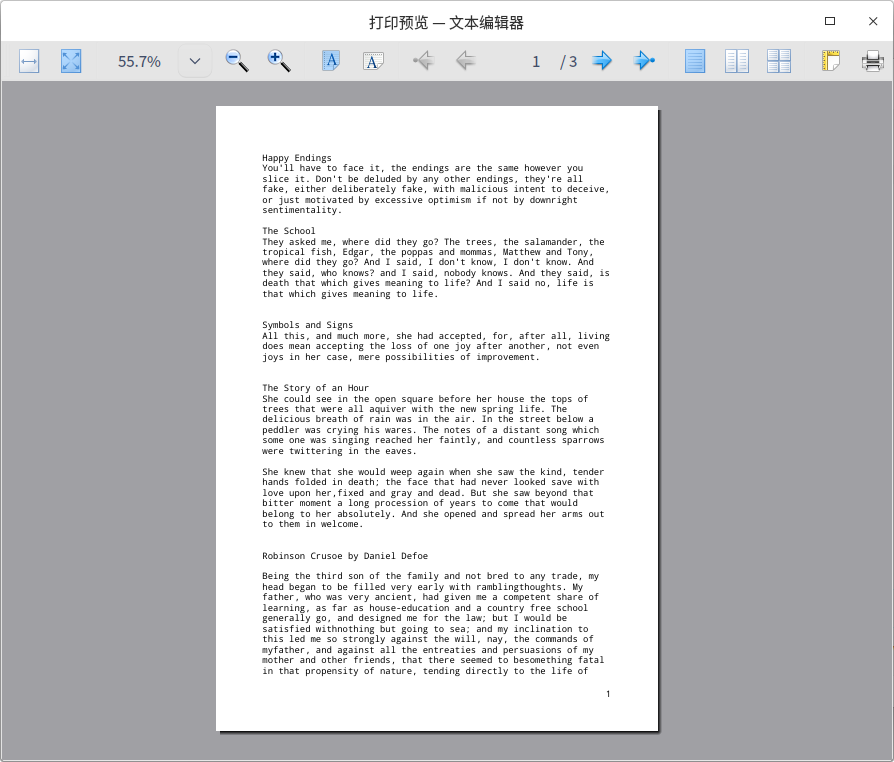 打印预览 — 文本编辑器
55.7%
1 / 3
Happy Endings
You'll have to face it, the endings are the same however you
slice it. Don't be deluded by any other endings, they're all
fake, either deliberately fake, with malicious intent to deceive,
or just motivated by excessive optimism if not by downright
sentimentality.
The School
They asked me, where did they go? The trees, the salamander, the
tropical fish, Edgar, the poppas and mommas, Matthew and Tony,
where did they go? And I said, I don't know, I don't know. And
they said, who knows? and I said, nobody knows. And they said, is
death that which gives meaning to life? And I said no, life is
that which gives meaning to life.
Symbols and Signs
All this, and much more, she had accepted, for, after all, living
does mean accepting the loss of one joy after another, not even
joys in her case, mere possibilities of improvement.
The Story of an Hour
She could see in the open square before her house the tops of
trees that were all aquiver with the new spring life. The
delicious breath of rain was in the air. In the street below a
peddler was crying his wares. The notes of a distant song which
some one was singing reached her faintly, and countless sparrows
were twittering in the eaves.
She knew that she would weep again when she saw the kind, tender
hands folded in death; the face that had never looked save with
love upon her,fixed and gray and dead. But she saw beyond that
bitter moment a long procession of years to come that would
belong to her absolutely. And she opened and spread her arms out
to them in welcome.
Robinson Crusoe by Daniel Defoe
Being the third son of the family and not bred to any trade, my
head began to be filled very early with ramblingthoughts. My
father, who was very ancient, had given me a competent share of
learning, as far as house-education and a country free school
generally go, and designed me for the law; but I would be
satisfied withnothing but going to sea; and my inclination to
this led me so strongly against the will, nay, the commands of
myfather, and against all the entreaties and persuasions of my
mother and other friends, that there seemed to besomething fatal
in that propensity of nature, tending directly to the life of
1